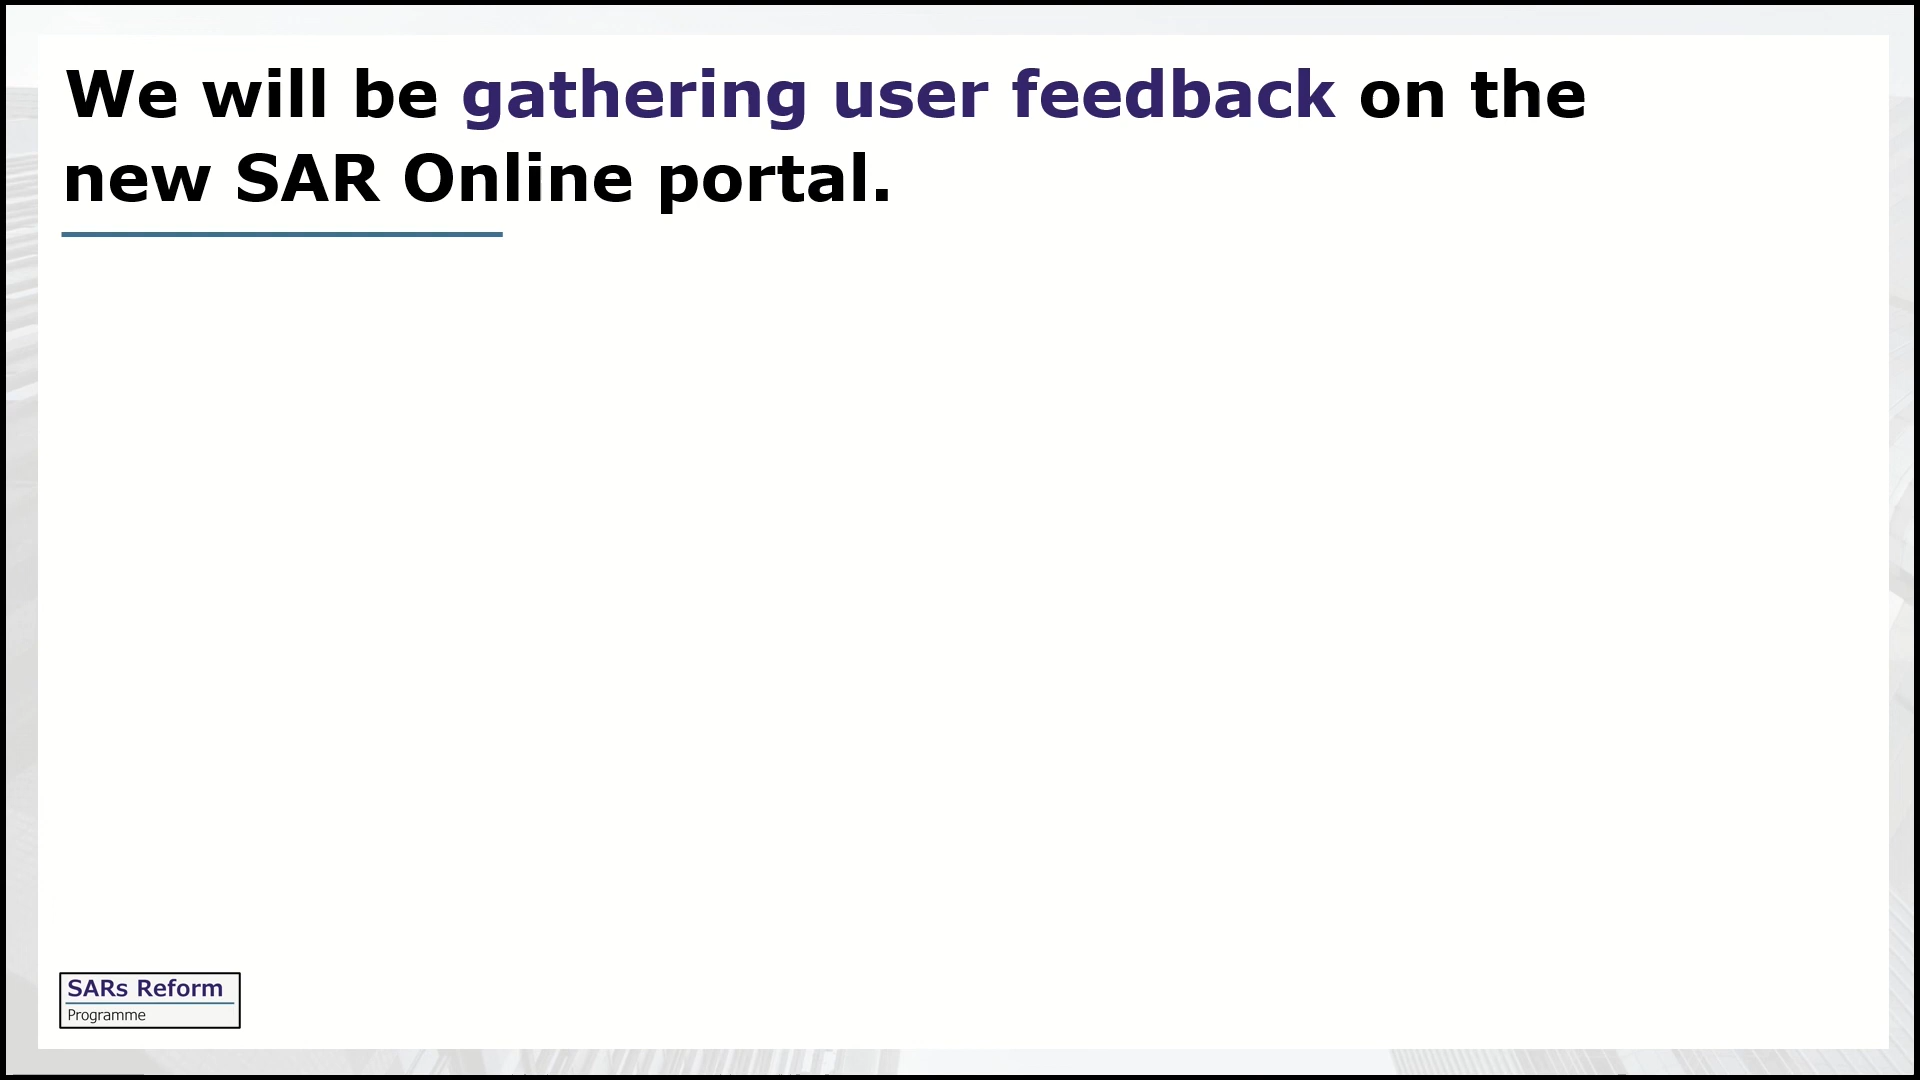 We will be gathering user feedback on the
new SAR Online portal.
SARs Reform
Programme